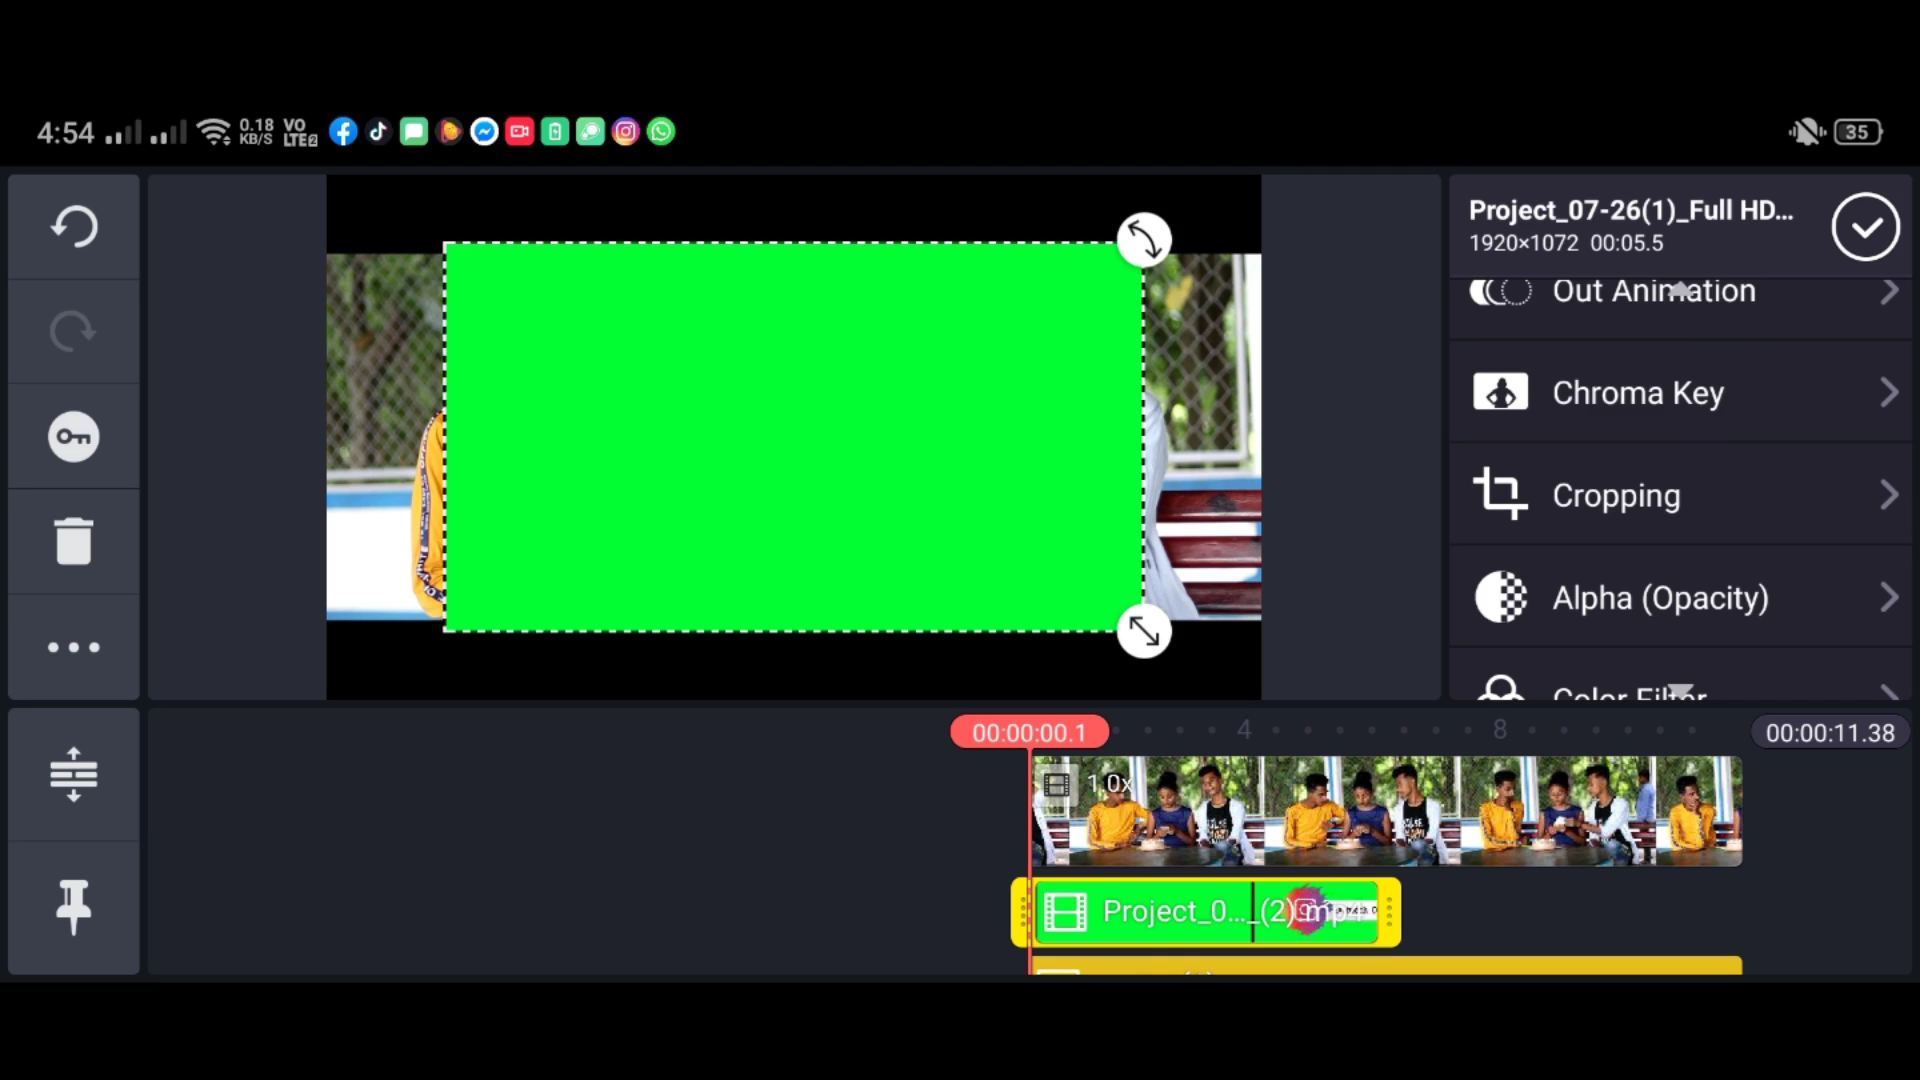 4:54 0.18 KB/S VO LTE2 35
Project_07-26(1)_Full HD...
1920×1072 00:05.5
Out Animation
Chroma Key
Cropping
Alpha (Opacity)
Color Filter
00:00:00.1 4 8 00:00:11.38
1.0x
Project_0..._(2).mp4